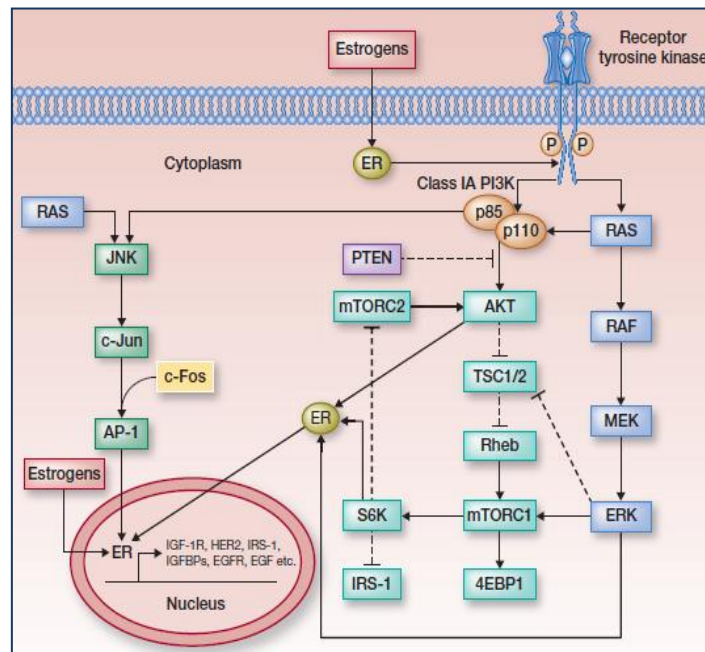 Estrogens
Receptor
tyrosine kinase
Cytoplasm
ER
P
P
Class IA PI3K
p85
p110
RAS
RAS
JNK
PTEN
mTORC2
AKT
RAF
c-Jun
c-Fos
TSC1/2
ER
MEK
AP-1
Rheb
Estrogens
S6K
mTORC1
ERK
ER
IGF-1R, HER2, IRS-1,
IGFBPs, EGFR, EGF etc.
IRS-1
4EBP1
Nucleus